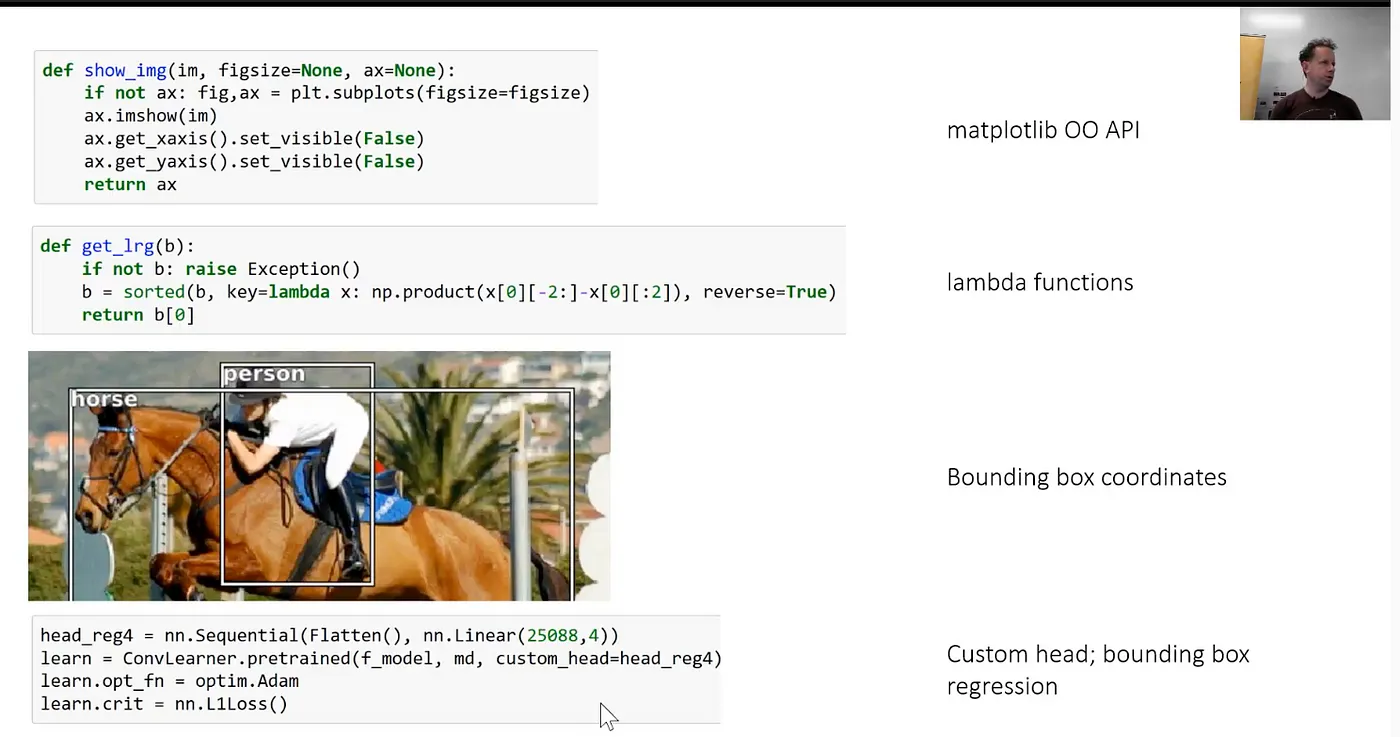 def show_img(im, figsize=None, ax=None):
    if not ax: fig,ax = plt.subplots(figsize=figsize)
    ax.imshow(im)
    ax.get_xaxis().set_visible(False)
    ax.get_yaxis().set_visible(False)
    return ax
matplotlib OO API
def get_lrg(b):
    if not b: raise Exception()
    b = sorted(b, key=lambda x: np.product(x[0][-2:]-x[0][:2]), reverse=True)
    return b[0]
lambda functions
person
horse
Bounding box coordinates
head_reg4 = nn.Sequential(Flatten(), nn.Linear(25088,4))
learn = ConvLearner.pretrained(f_model, md, custom_head=head_reg4)
learn.opt_fn = optim.Adam
learn.crit = nn.L1Loss()
Custom head; bounding box
regression